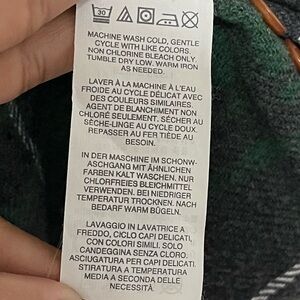 30
MACHINE WASH COLD, GENTLE
CYCLE WITH LIKE COLORS.
NON CHLORINE BLEACH ONLY.
TUMBLE DRY LOW. WARM IRON
AS NEEDED.
LAVER À LA MACHINE À L'EAU
FROIDE AU CYCLE DÉLICAT AVEC
DES COULEURS SIMILAIRES.
AGENT DE BLANCHIMENT NON
CHLORÉ SEULEMENT. SÉCHER AU
SÈCHE-LINGE AU CYCLE DOUX.
REPASSER AU FER TIÈDE AU
BESOIN.
IN DER MASCHINE IM SCHONW-
ASCHGANG MIT ÄHNLICHEN
FARBEN KALT WASCHEN. NUR
CHLORFREIES BLEICHMITTEL
VERWENDEN. BEI NIEDRIGER
TEMPERATUR TROCKNEN. NACH
BEDARF WARM BÜGELN.
LAVAGGIO IN LAVATRICE A
FREDDO, CICLO CAPI DELICATI,
CON COLORI SIMILI. SOLO
CANDEGGINA SENZA CLORO.
ASCIUGATURA PER CAPI DELICATI.
STIRATURA A TEMPERATURA
MEDIA A SECONDA DELLE
NECESSITÀ.